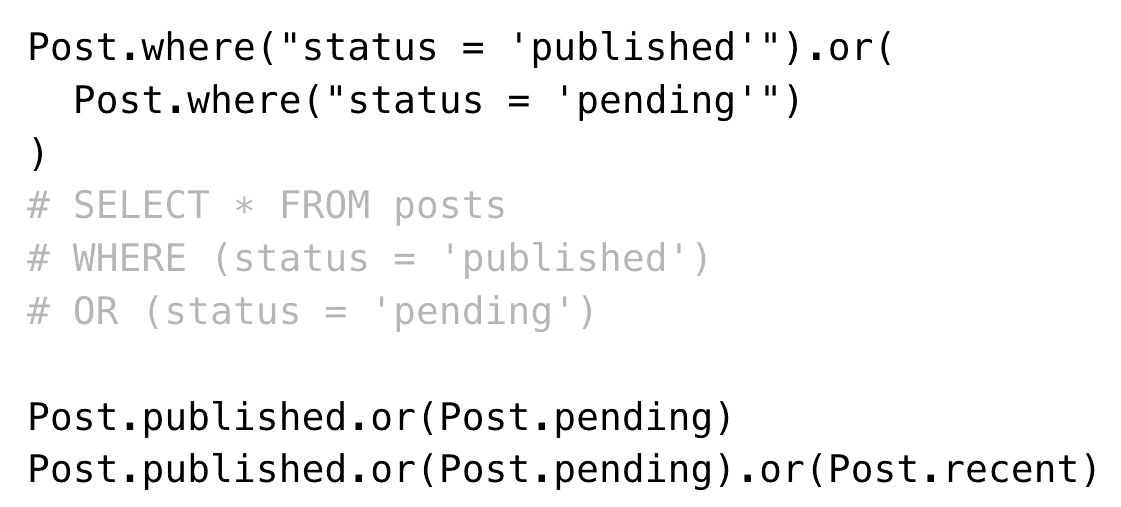 Post.where("status = 'published'").or(
  Post.where("status = 'pending'")
)
# SELECT * FROM posts
# WHERE (status = 'published')
# OR (status = 'pending')

Post.published.or(Post.pending)
Post.published.or(Post.pending).or(Post.recent)